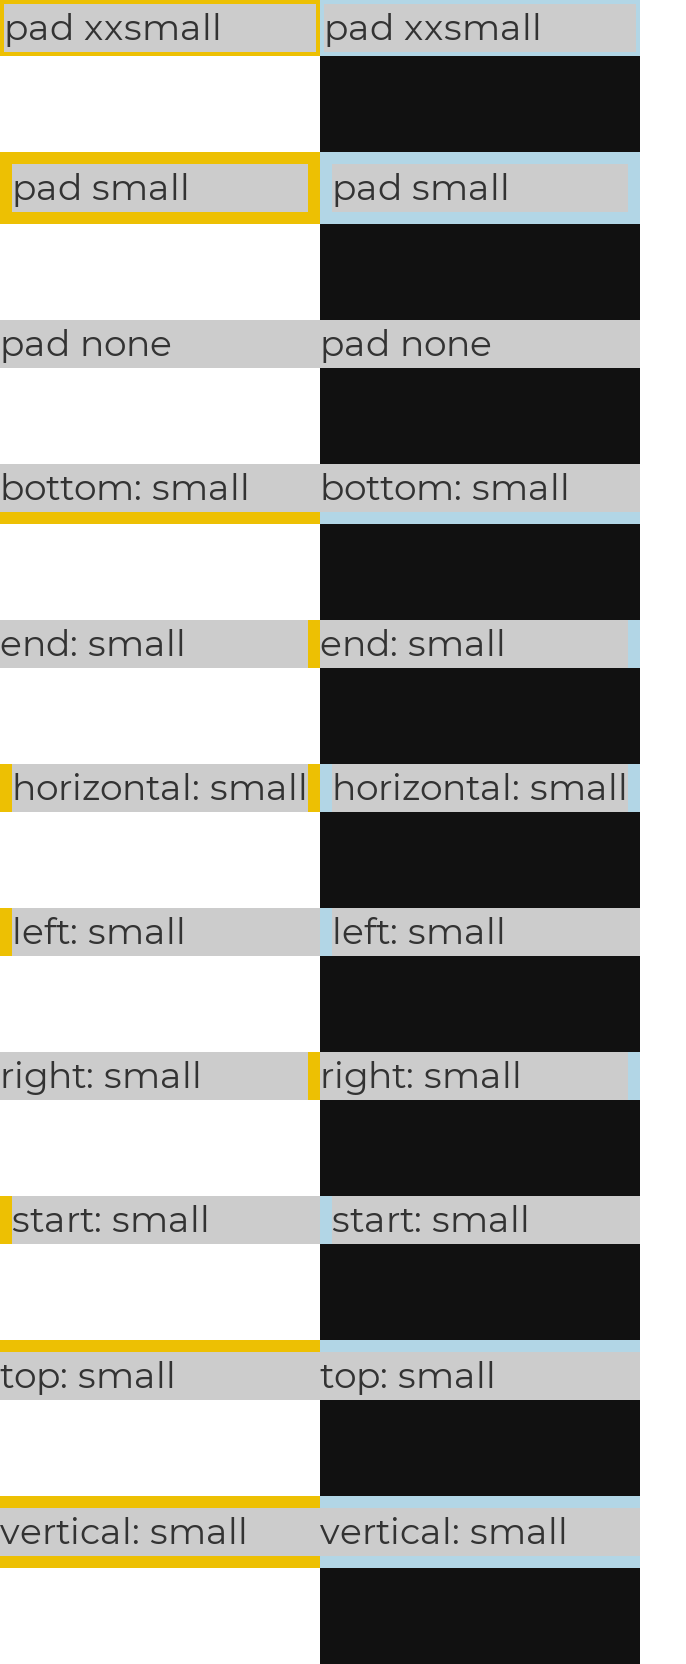 pad xxsmall pad xxsmall
pad small pad small
pad none pad none
bottom: small bottom: small
end: small end: small
horizontal: small horizontal: small
left: small left: small
right: small right: small
start: small start: small
top: small top: small
vertical: small vertical: small